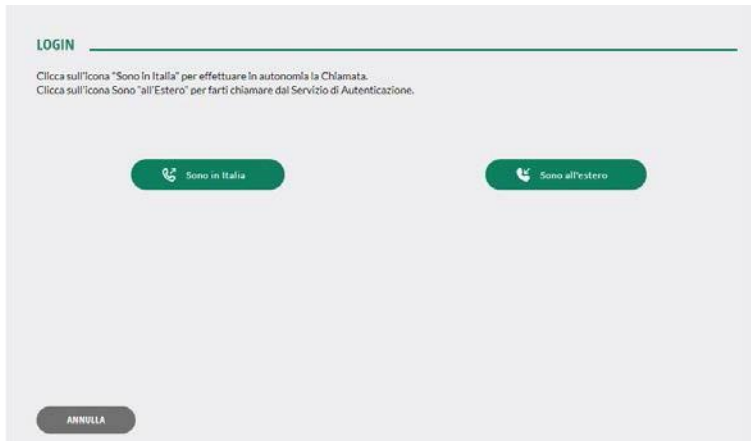 LOGIN
Clicca sull'icona "Sono in Italia" per effettuare in autonomia la Chiamata.
Clicca sull'icona Sono "all'Estero" per farti chiamare dal Servizio di Autenticazione.
Sono in Italia
Sono all'estero
ANNULLA